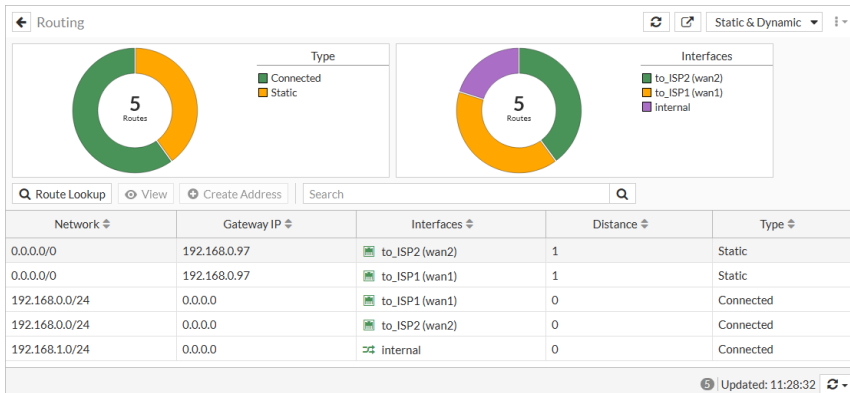 Routing
Static & Dynamic
Type
Connected
Static
5
Routes
Interfaces
to_ISP2 (wan2)
to_ISP1 (wan1)
internal
5
Routes
Route Lookup View Create Address Search
Network Gateway IP Interfaces Distance Type
0.0.0.0/0 192.168.0.97 to_ISP2 (wan2) 1 Static
0.0.0.0/0 192.168.0.97 to_ISP1 (wan1) 1 Static
192.168.0.0/24 0.0.0.0 to_ISP1 (wan1) 0 Connected
192.168.0.0/24 0.0.0.0 to_ISP2 (wan2) 0 Connected
192.168.1.0/24 0.0.0.0 internal 0 Connected
5 Updated: 11:28:32